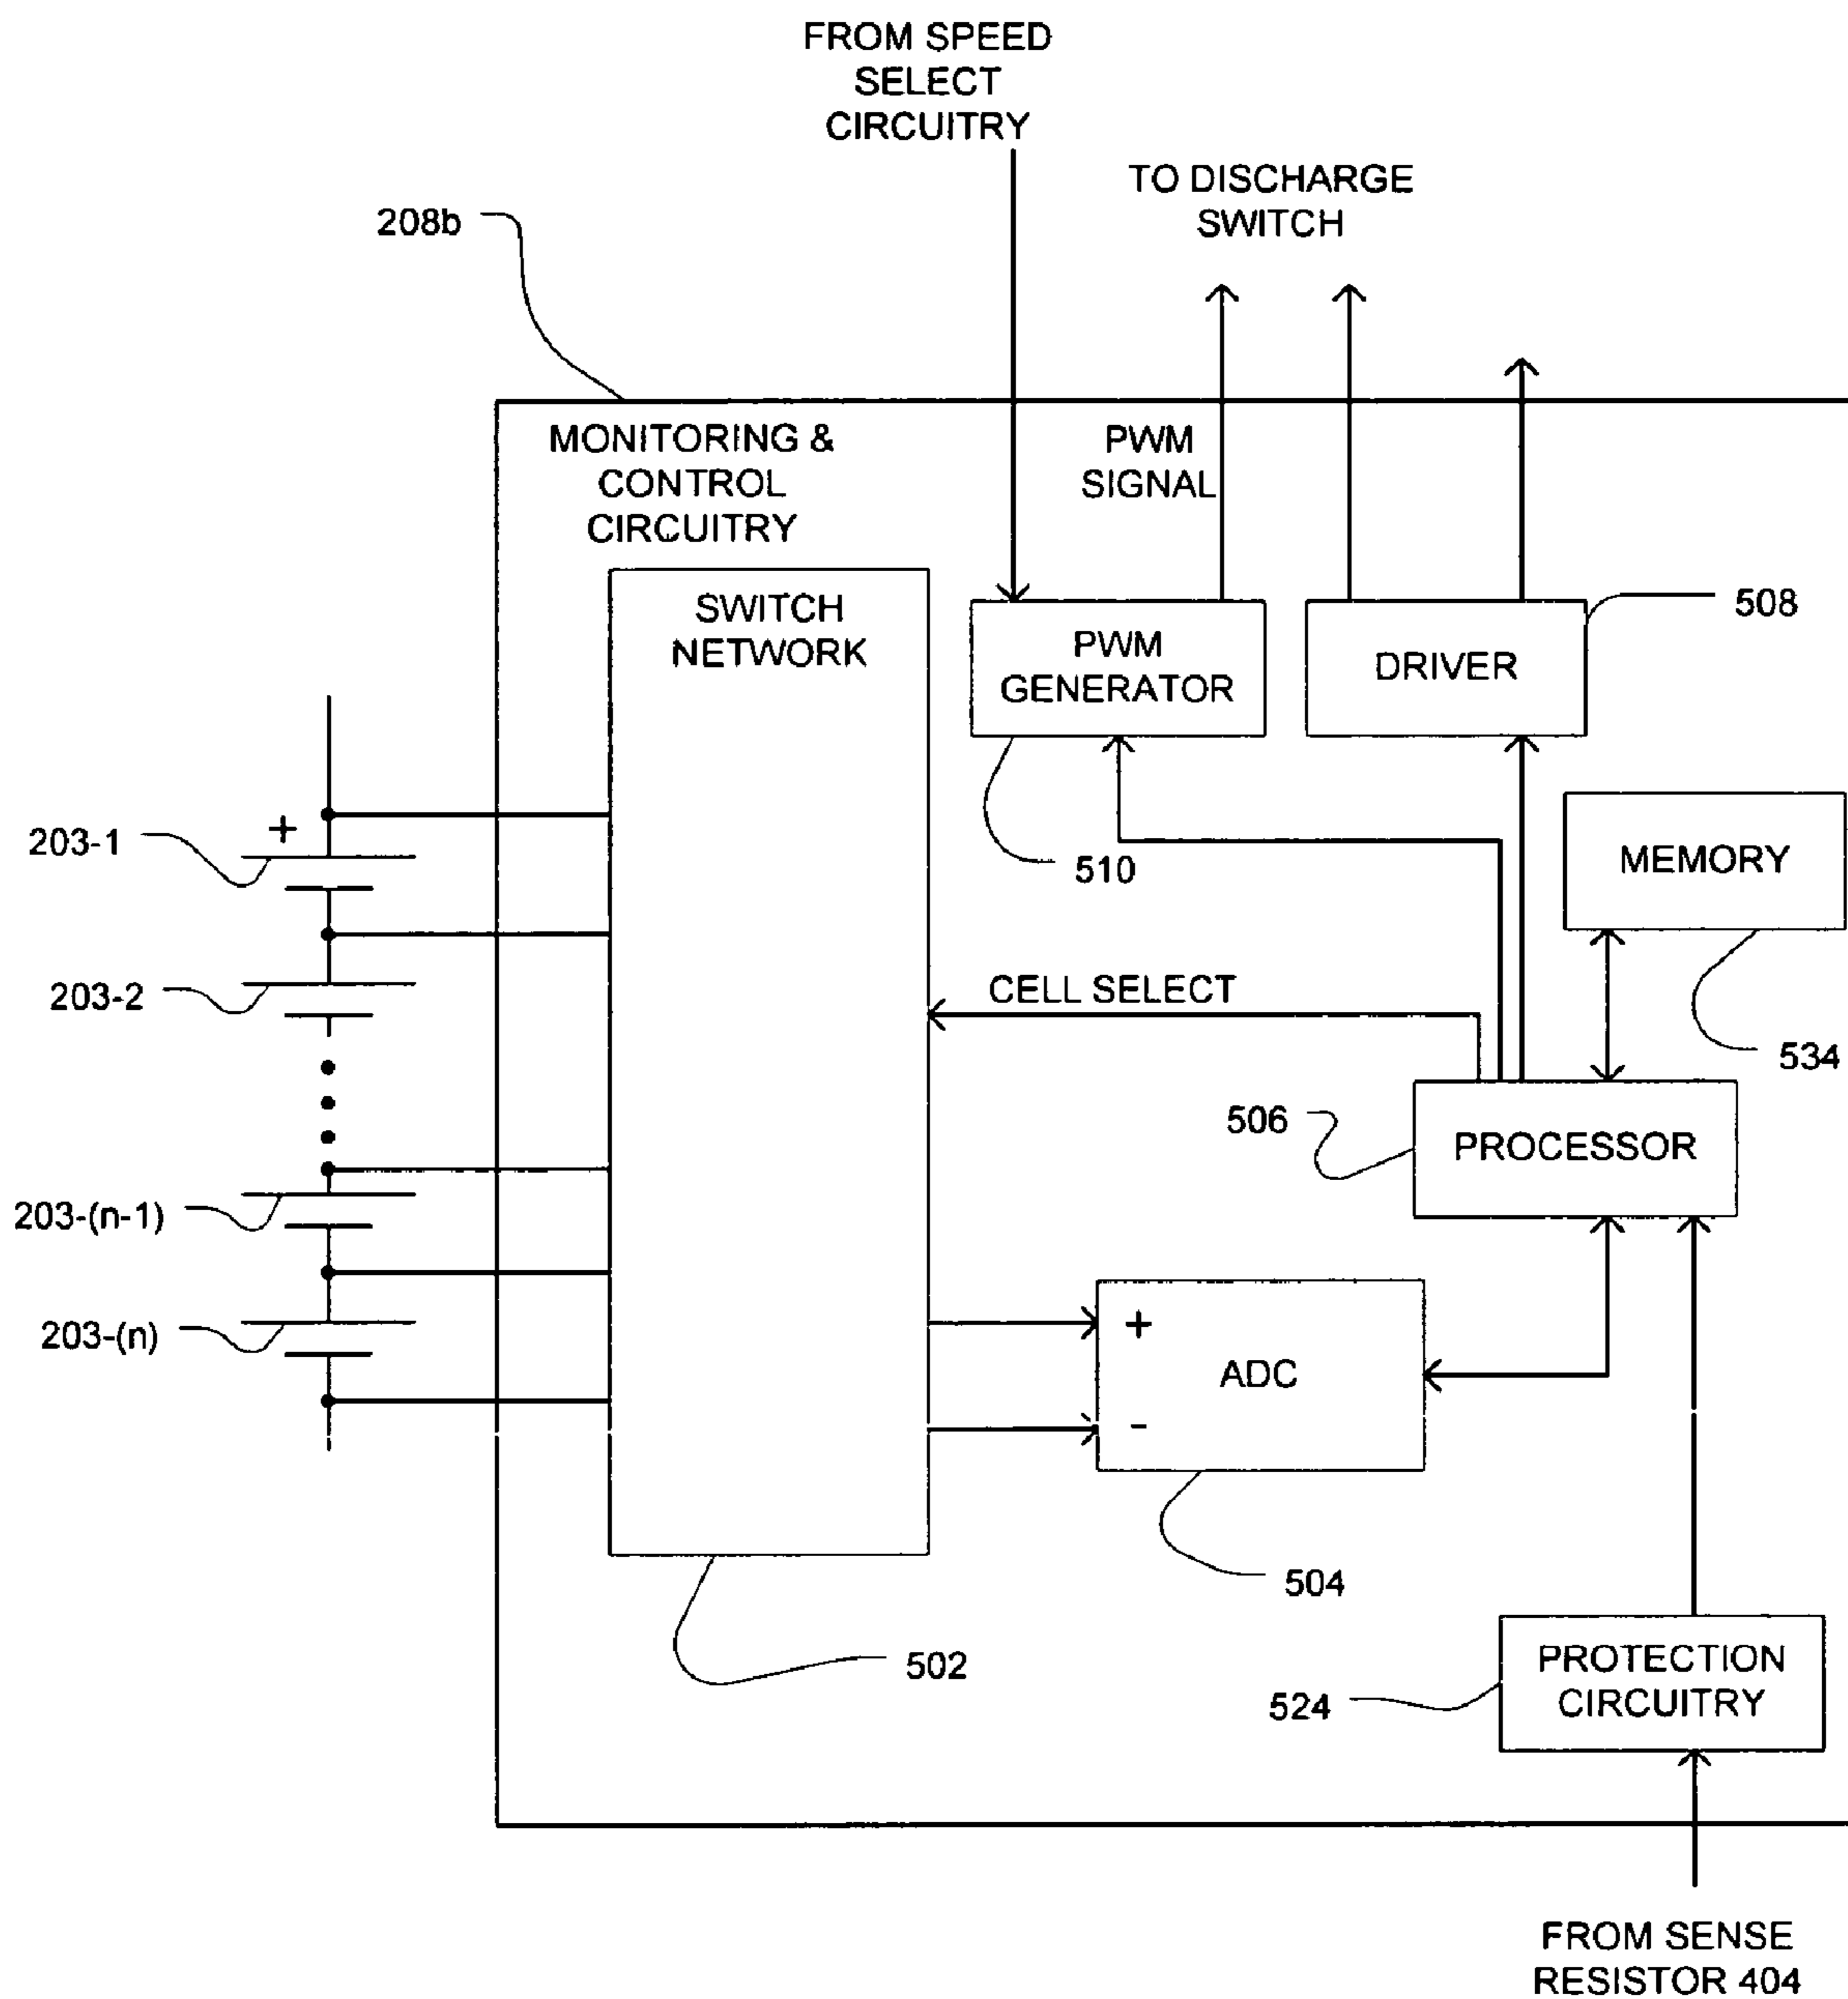 FROM SPEED
SELECT
CIRCUITRY
TO DISCHARGE
SWITCH
208b
MONITORING &
CONTROL
CIRCUITRY
PWM
SIGNAL
SWITCH
NETWORK
PWM
GENERATOR
DRIVER
508
+
203-1
510
MEMORY
203-2
CELL SELECT
534
506
PROCESSOR
203-(n-1)
203-(n)
+
ADC
-
504
502
524
PROTECTION
CIRCUITRY
FROM SENSE
RESISTOR 404